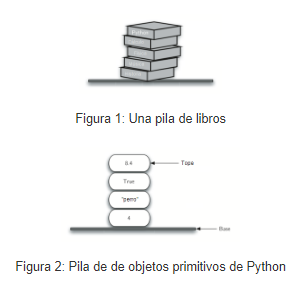 Python
Figura 1: Una pila de libros
8.4
Tope
True
"perro"
4
Base
Figura 2: Pila de de objetos primitivos de Python